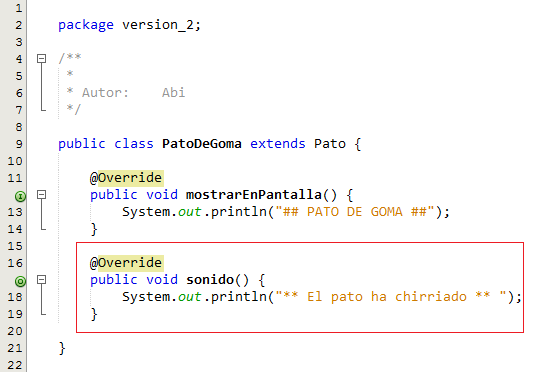 1
2 package version_2;
3
4 /**
5 *
6 * Autor: Abi
7 */
8
9 public class PatoDeGoma extends Pato {
10
11 @Override
public void mostrarEnPantalla() {
13 System.out.println("## PATO DE GOMA ##");
14 }
15
16 @Override
public void sonido() {
18 System.out.println("** El pato ha chirriado ** ");
19 }
20
21 }
22